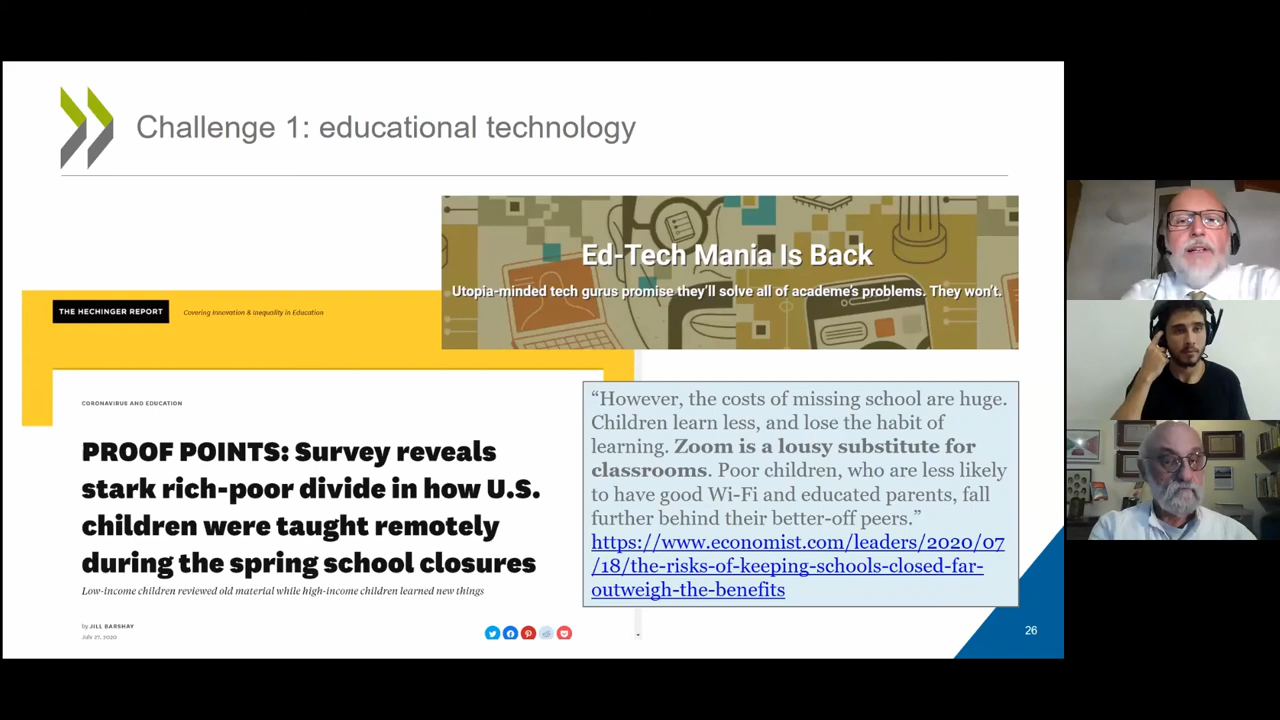 Challenge 1: educational technology
Ed-Tech Mania Is Back
Utopia-minded tech gurus promise they'll solve all of academe's problems. They won't.
THE HECHINGER REPORT
Covering Innovation & Inequality in Education
CORONAVIRUS AND EDUCATION
PROOF POINTS: Survey reveals
stark rich-poor divide in how U.S.
children were taught remotely
during the spring school closures
Low-income children reviewed old material while high-income children learned new things
by JILL BARSHAY
July 27, 2020
“However, the costs of missing school are huge.
Children learn less, and lose the habit of
learning. Zoom is a lousy substitute for
classrooms. Poor children, who are less likely
to have good Wi-Fi and educated parents, fall
further behind their better-off peers.”
https://www.economist.com/leaders/2020/07
/18/the-risks-of-keeping-schools-closed-far-
outweigh-the-benefits
26